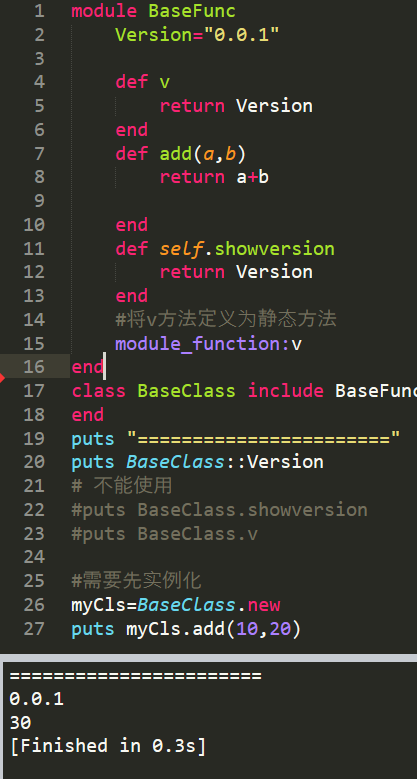 1 module BaseFunc
2     Version="0.0.1"
3
4     def v
5         return Version
6     end
7     def add(a,b)
8         return a+b
9
10     end
11     def self.showversion
12         return Version
13     end
14     #将v方法定义为静态方法
15     module_function:v
16 end
17 class BaseClass include BaseFunc
18 end
19 puts "======================="
20 puts BaseClass::Version
21 # 不能使用
22 #puts BaseClass.showversion
23 #puts BaseClass.v
24
25 #需要先实例化
26 myCls=BaseClass.new
27 puts myCls.add(10,20)
=======================
0.0.1
30
[Finished in 0.3s]